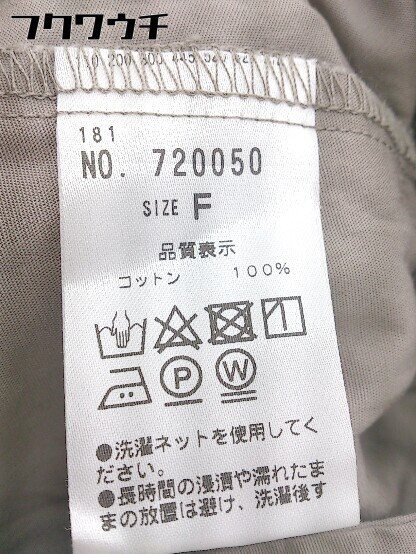 フクワウチ
181
NO. 720050
SIZE F
品質表示
コットン 100%
P W
●洗濯ネットを使用してく
ださい。
●長時間の浸漬や濡れたま
まの放置は避け、洗濯後す